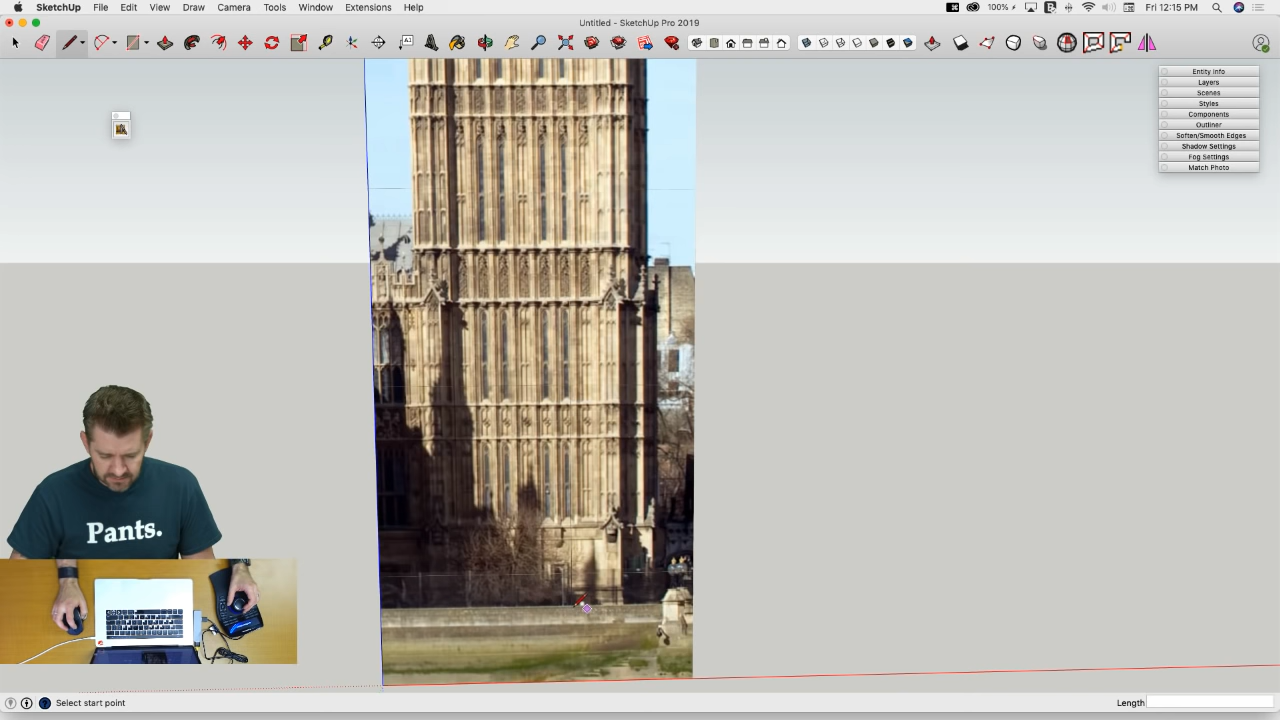 SketchUp File Edit View Draw Camera Tools Window Extensions Help 100% Fri 12:15 PM
Untitled - SketchUp Pro 2019
Entity Info
Layers
Scenes
Styles
Components
Outliner
Soften/Smooth Edges
Shadow Settings
Fog Settings
Match Photo
Pants.
Select start point
Length